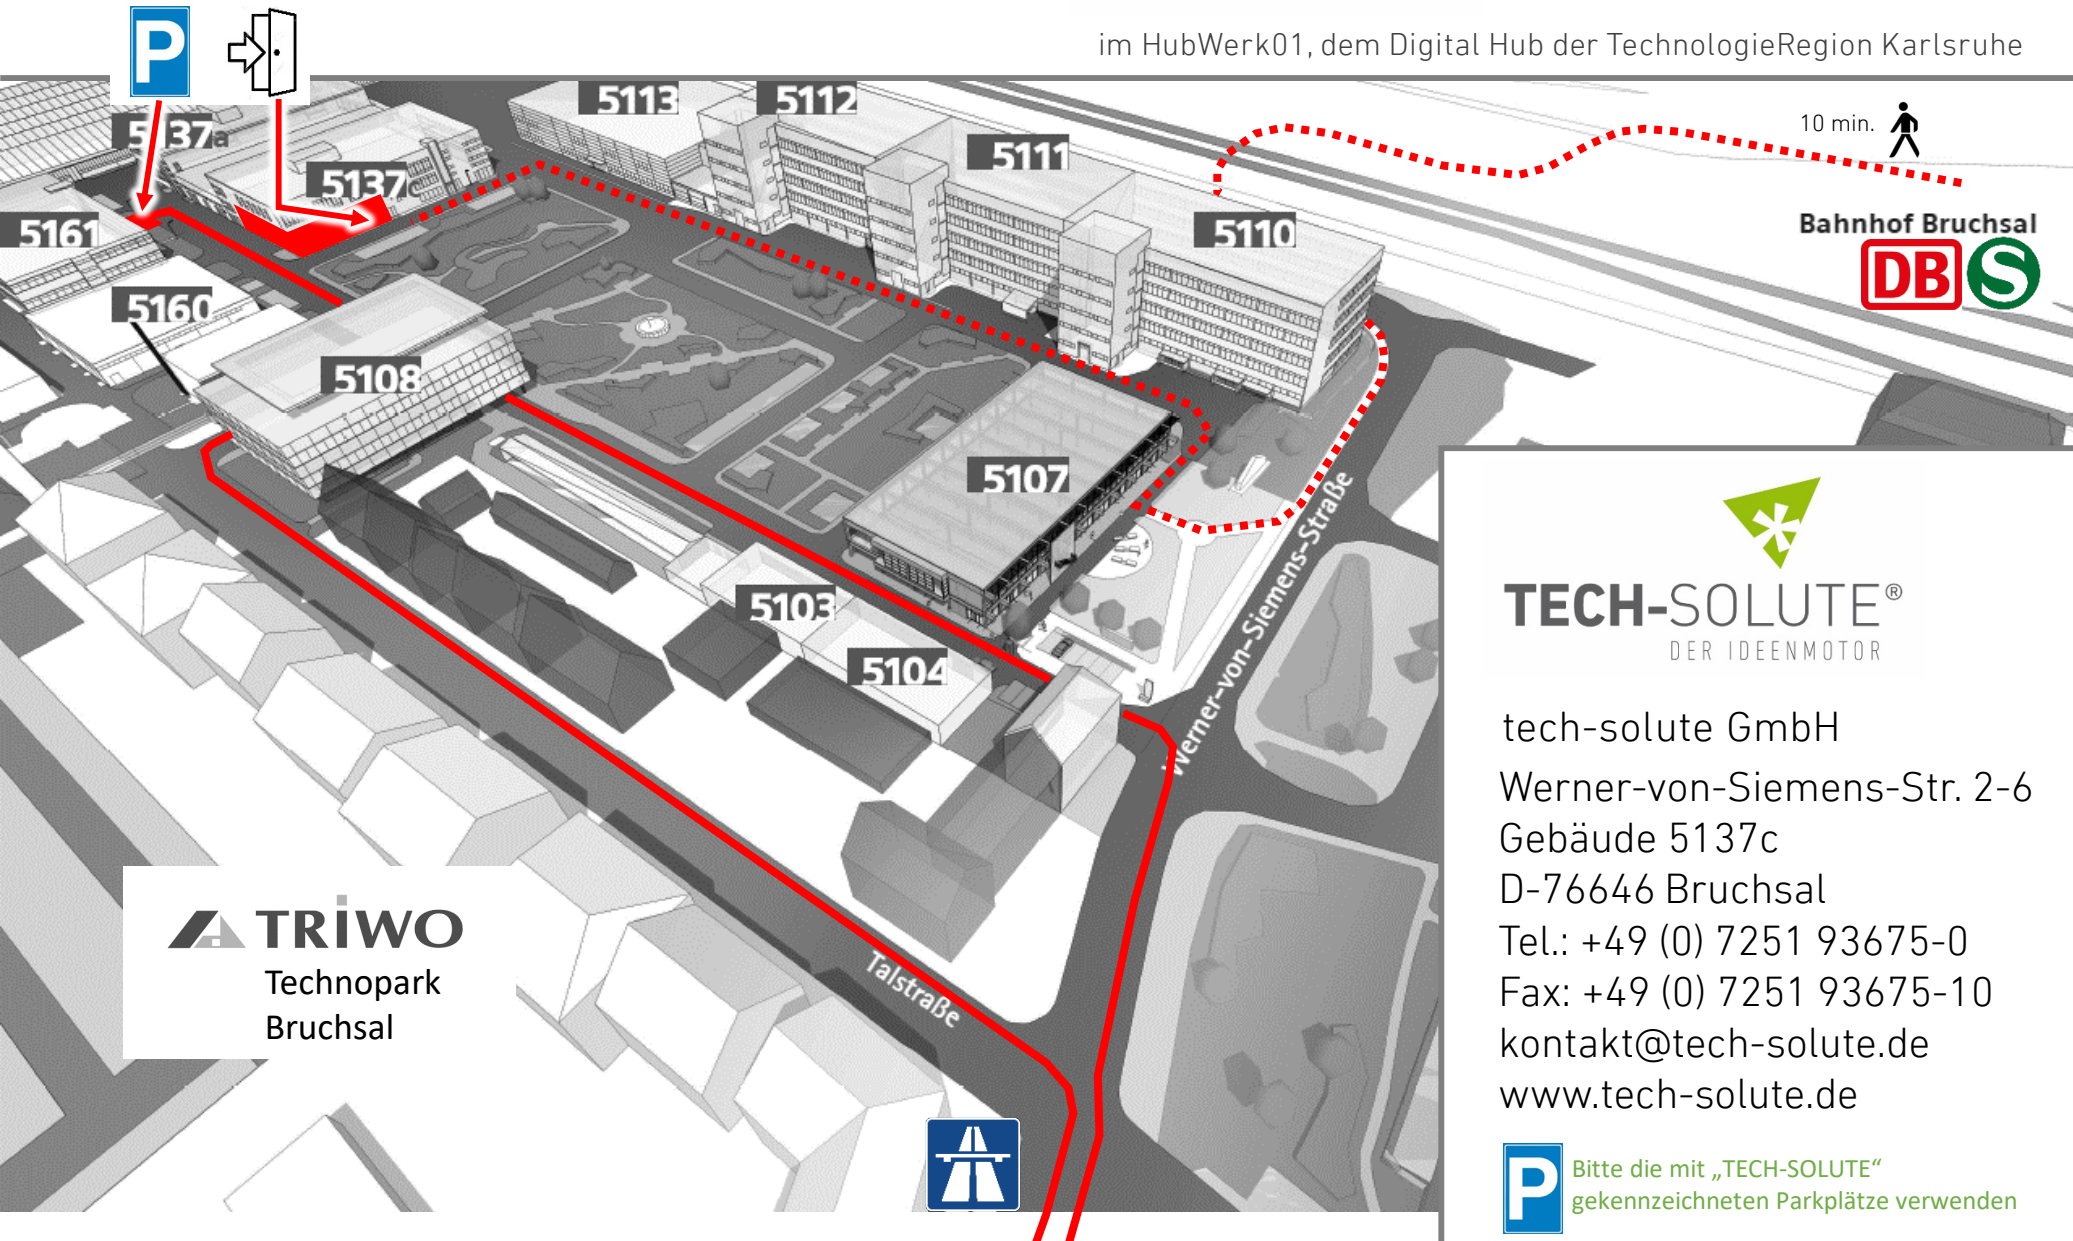 P
im HubWerk01, dem Digital Hub der TechnologieRegion Karlsruhe
5113
5112
10 min.
5137a
5111
5137c
5161
5110
Bahnhof Bruchsal
DB S
5160
5108
5107
Werner-von-Siemens-Straße
5103
5104
Talstraße
TRIWO
Technopark
Bruchsal
TECH-SOLUTE®
DER IDEENMOTOR
tech-solute GmbH
Werner-von-Siemens-Str. 2-6
Gebäude 5137c
D-76646 Bruchsal
Tel.: +49 (0) 7251 93675-0
Fax: +49 (0) 7251 93675-10
kontakt@tech-solute.de
www.tech-solute.de
P
Bitte die mit „TECH-SOLUTE“
gekennzeichneten Parkplätze verwenden